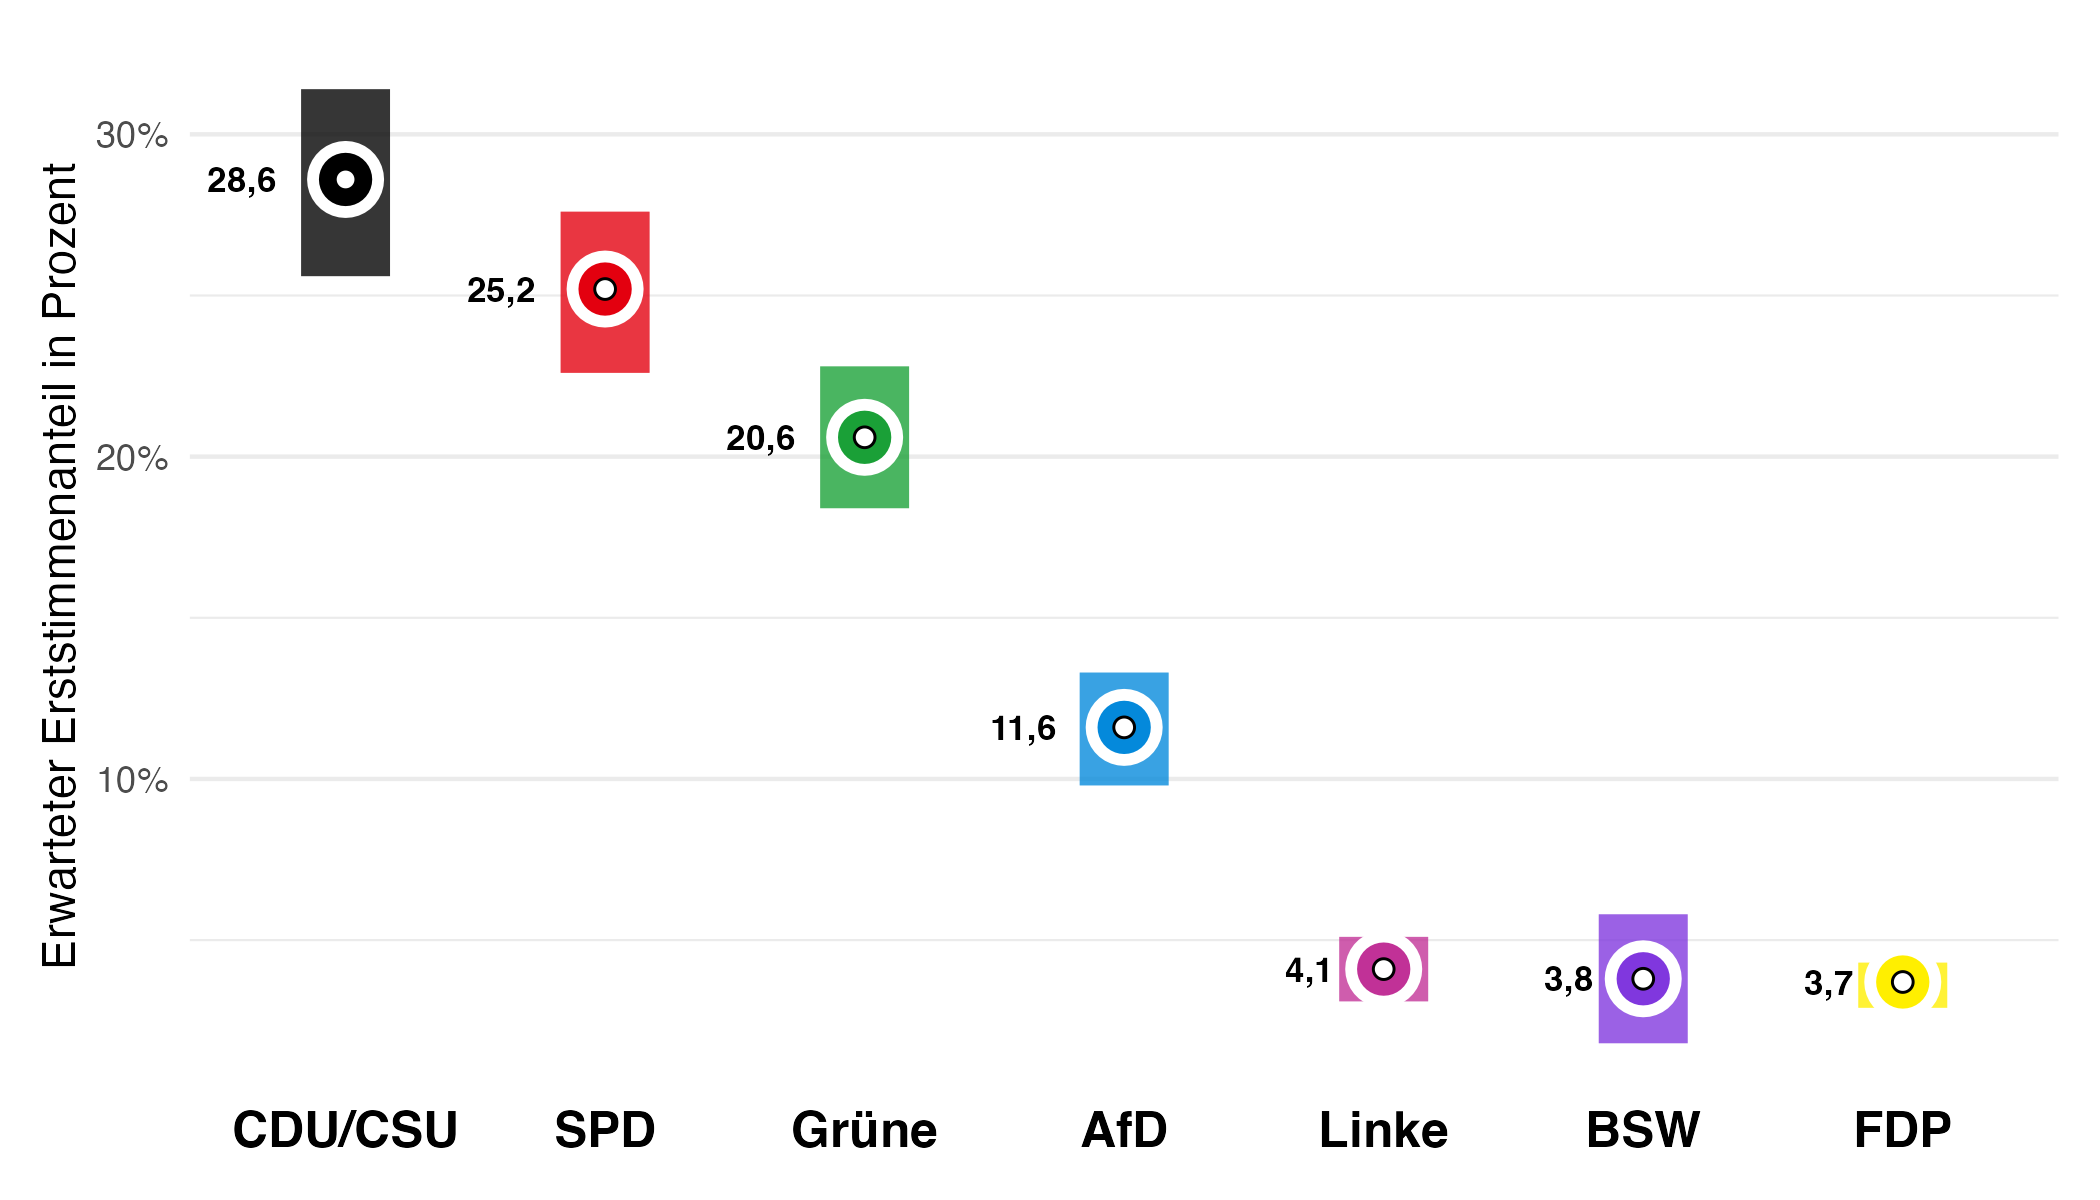 Erwarteter Erststimmenanteil in Prozent
30%
20%
10%
28,6
25,2
20,6
11,6
4,1
3,8
3,7
CDU/CSU
SPD
Grüne
AfD
Linke
BSW
FDP